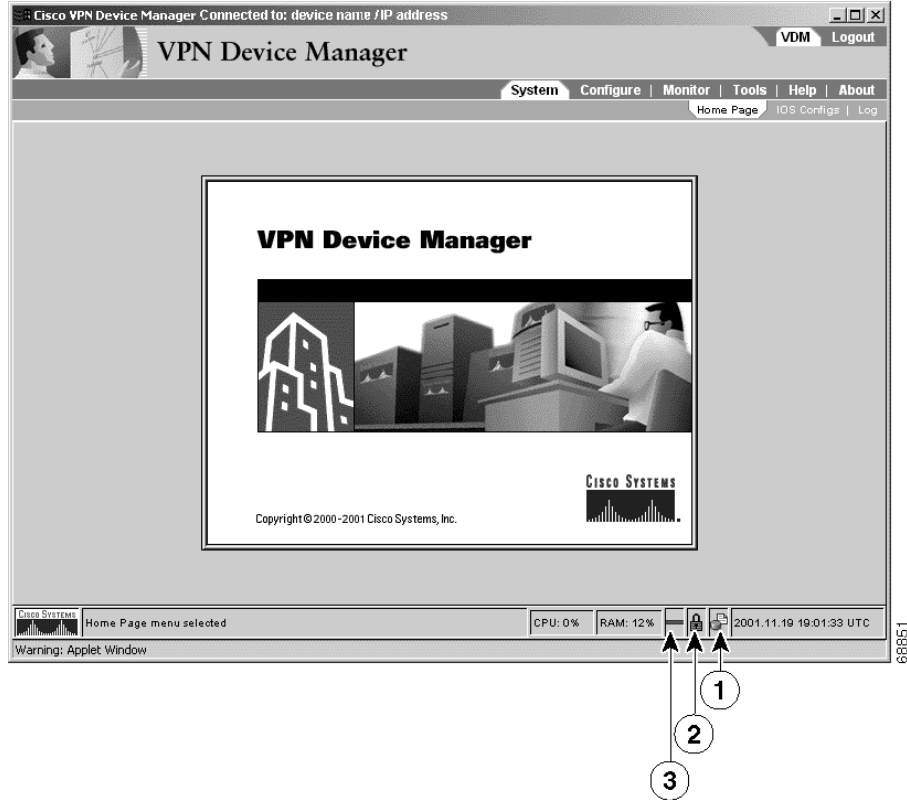 Cisco VPN Device Manager Connected to: device name / IP address
VPN Device Manager
VDM Logout
System Configure | Monitor | Tools | Help | About
Home Page IOS Configs | Log
VPN Device Manager
CISCO SYSTEMS
Copyright © 2000-2001 Cisco Systems, Inc.
CISCO SYSTEMS
Home Page menu selected CPU: 0% RAM: 12% 2001.11.19 19:01:33 UTC
Warning: Applet Window
68851
1
2
3